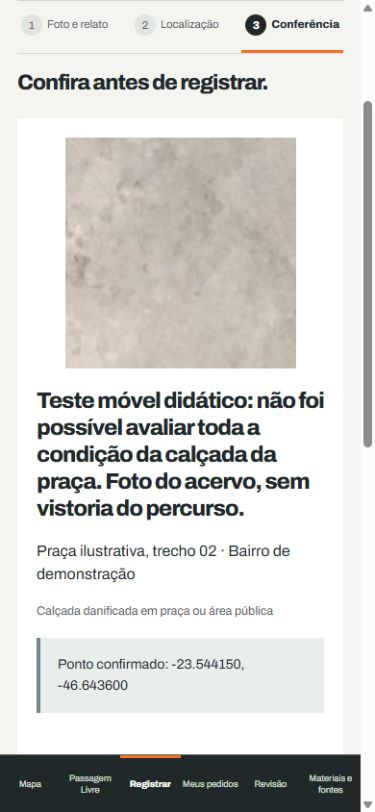 1 Foto e relato 2 Localização 3 Conferência
Confira antes de registrar.
Teste móvel didático: não foi
possível avaliar toda a
condição da calçada da
praça. Foto do acervo, sem
vistoria do percurso.
Praça ilustrativa, trecho 02 · Bairro de
demonstração
Calçada danificada em praça ou área pública
Ponto confirmado: -23.544150,
-46.643600
Mapa Passagem Livre Registrar Meus pedidos Revisão Materiais e fontes